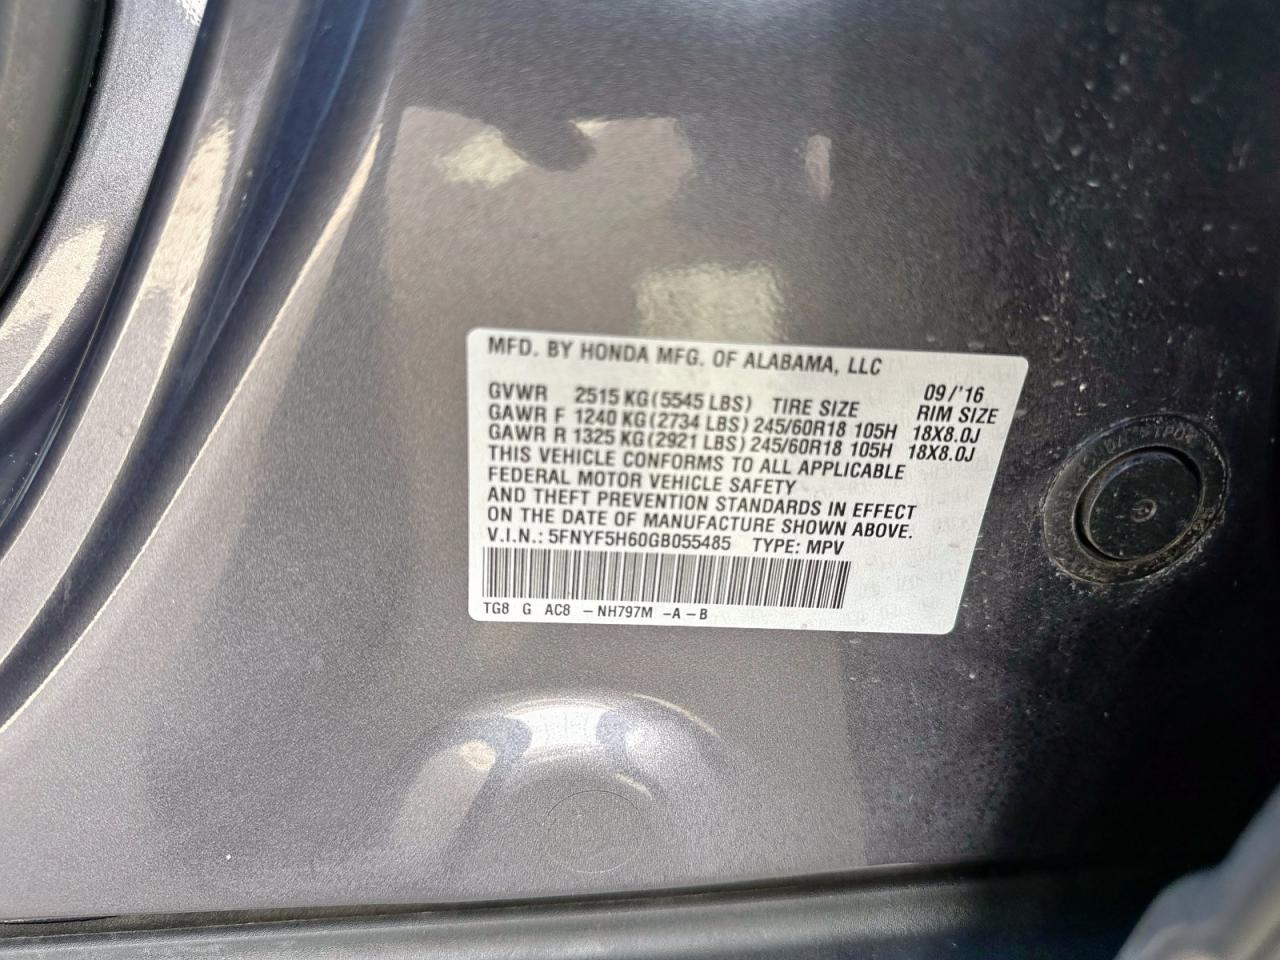 MFD. BY HONDA MFG. OF ALABAMA, LLC
09/'16
GVWR 2515 KG(5545 LBS) TIRE SIZE RIM SIZE
GAWR F 1240 KG(2734 LBS)245/60R18 105H 18X8.0J
GAWR R 1325 KG(2921 LBS)245/60R18 105H 18X8.0J
THIS VEHICLE CONFORMS TO ALL APPLICABLE
FEDERAL MOTOR VEHICLE SAFETY
AND THEFT PREVENTION STANDARDS IN EFFECT
ON THE DATE OF MANUFACTURE SHOWN ABOVE.
V.I.N.: 5FNYF5H60GB055485 TYPE: MPV
TG8 G AC8 -NH797M -A-B